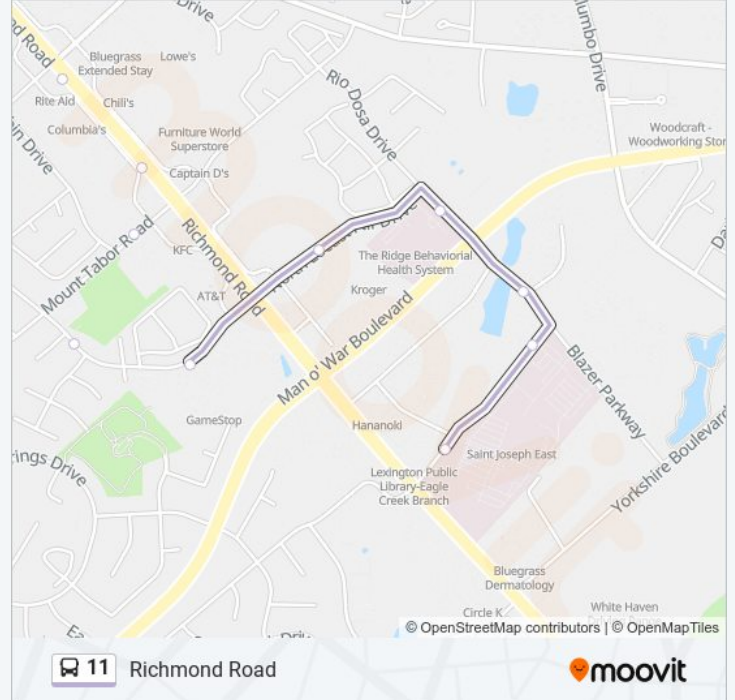 Drive
Road
Bluegrass
Extended Stay
Lowe's
Rite Aid
Chili's
Columbia's
Furniture World
Superstore
Captain D's
Rio Dosa Drive
Woodcraft -
Drive
Mount Tabor Road
KFC
Richmond Road
AT&T
The Ridge Behavioral
Health System
Kroger
Man o' War Boulevard
Blazer Parkway
GameStop
Hananoki
Saint Joseph East
Lexington Public
Library-Eagle
Creek Branch
Yorkshire Boulevard
Drive
Bluegrass
Dermatology
Circle K
White Haven
© OpenStreetMap contributors | © OpenMapTiles
11 Richmond Road
moovit